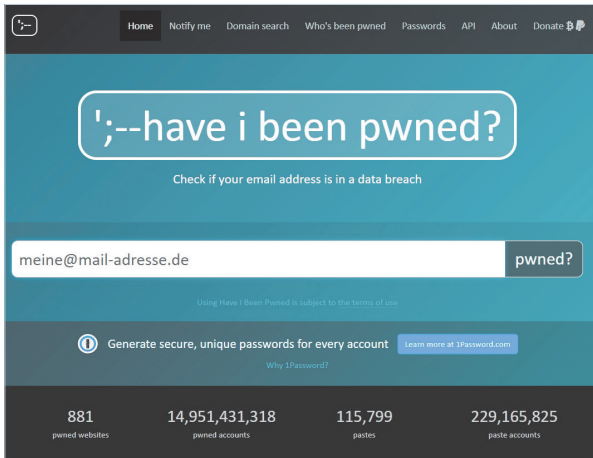 ';--
Home Notify me Domain search Who's been pwned Passwords API About Donate
';--have i been pwned?
Check if your email address is in a data breach
meine@mail-adresse.de pwned?
Using Have I Been Pwned is subject to the terms of use
Generate secure, unique passwords for every account Learn more at 1Password.com
Why 1Password?
881 14,951,431,318 115,799 229,165,825
pwned websites pwned accounts pastes paste accounts